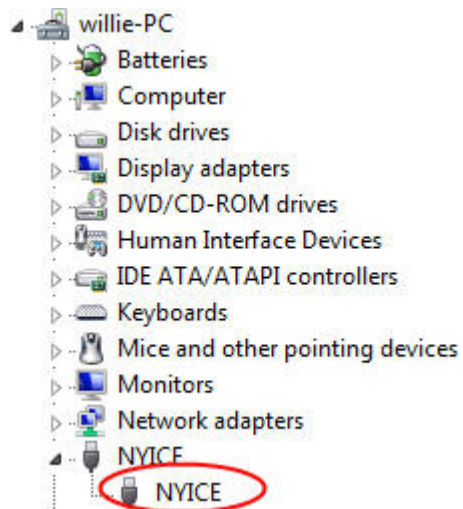 willie-PC
Batteries
Computer
Disk drives
Display adapters
DVD/CD-ROM drives
Human Interface Devices
IDE ATA/ATAPI controllers
Keyboards
Mice and other pointing devices
Monitors
Network adapters
NYICE
NYICE